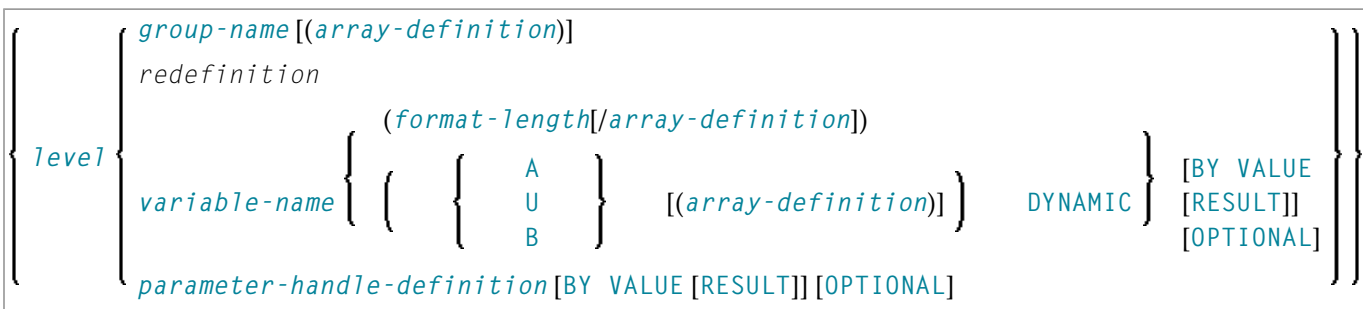 group-name [(array-definition)]
redefinition
(format-length[/array-definition])
level
variable-name ( A U B [(array-definition)] ) DYNAMIC [BY VALUE [RESULT]] [OPTIONAL]
parameter-handle-definition [BY VALUE [RESULT]] [OPTIONAL]